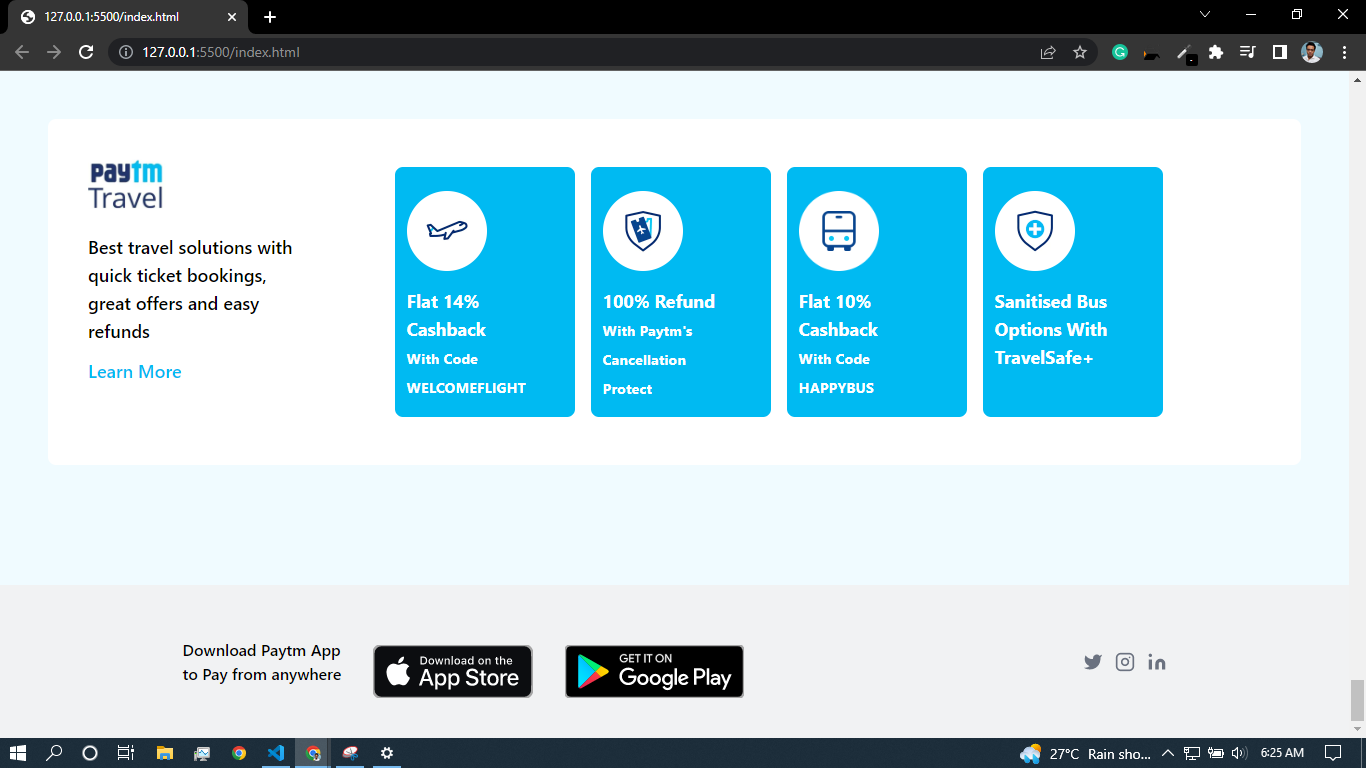 127.0.0.1:5500/index.html
127.0.0.1:5500/index.html
paytm
Travel
Best travel solutions with
quick ticket bookings,
great offers and easy
refunds
Learn More
Flat 14%
Cashback
With Code
WELCOMEFLIGHT
100% Refund
With Paytm's
Cancellation
Protect
Flat 10%
Cashback
With Code
HAPPYBUS
Sanitised Bus
Options With
TravelSafe+
Download Paytm App
to Pay from anywhere
Download on the
App Store
GET IT ON
Google Play
27°C Rain sho...
6:25 AM